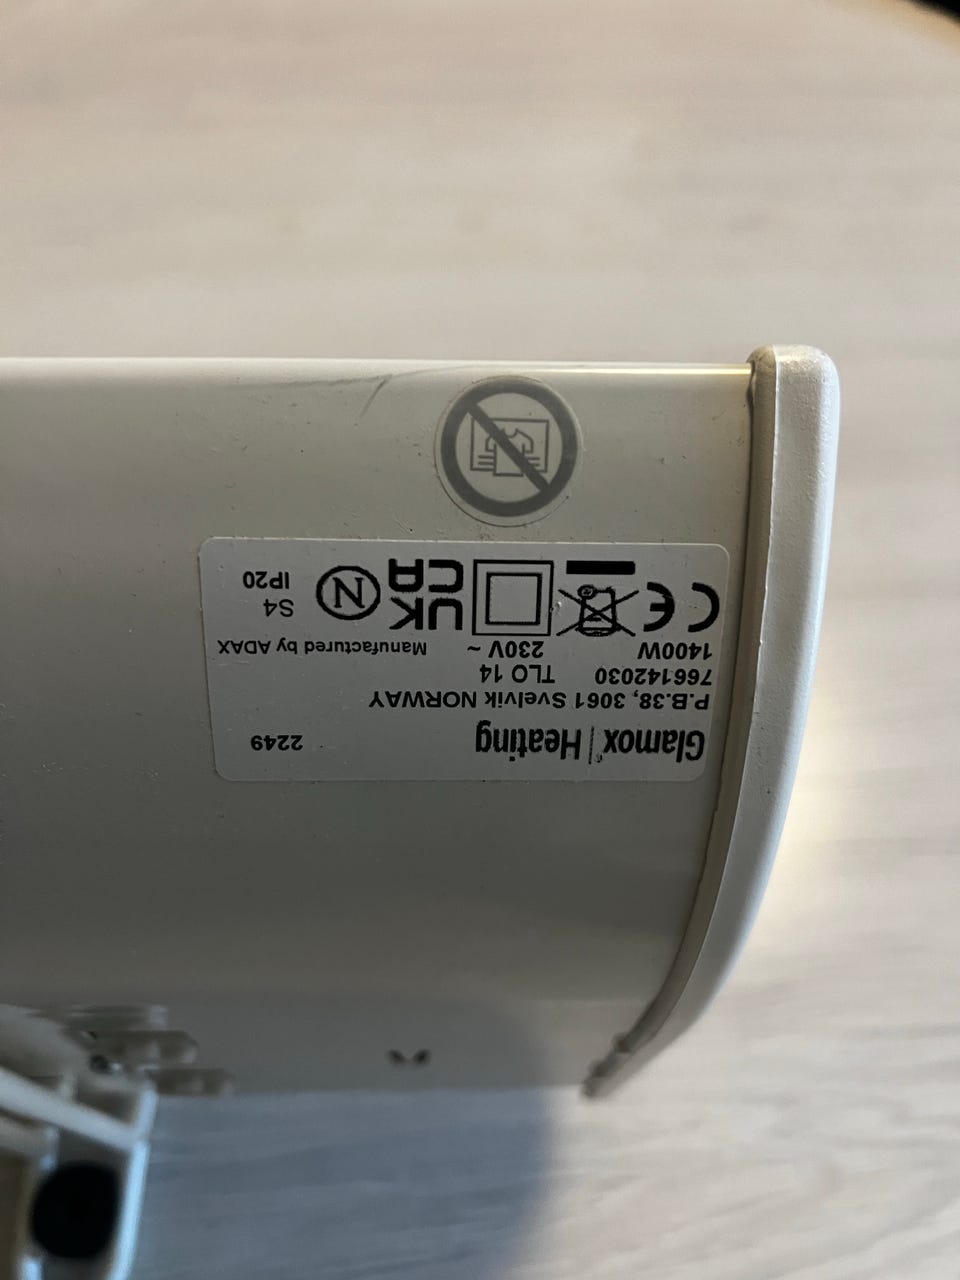 Glamox® | Heating 2249
P.B.38, 3061 Svelvik NORWAY
766142030 TLO 14
1400W 230V ~ Manufactured by ADAX
CE UK CA N S4
IP20